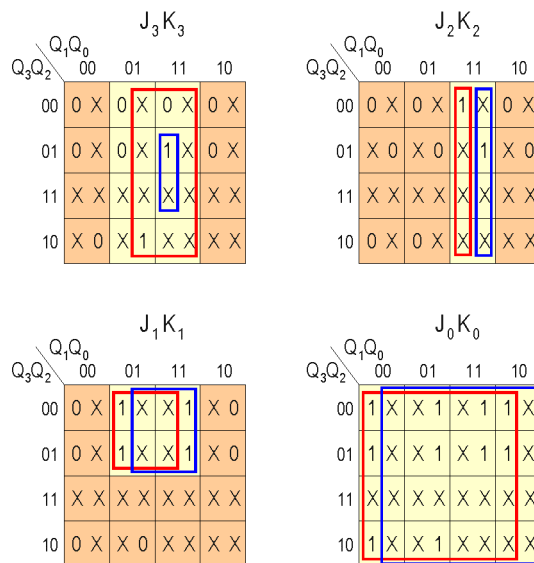 J₃K₃
Q₁Q₀
Q₃Q₂ 00 01 11 10
00 0 X 0 X 0 X 0 X
01 0 X 0 X 1 X 0 X
11 X X X X X X X X
10 X 0 X 1 X X X X
J₂K₂
Q₁Q₀
Q₃Q₂ 00 01 11 10
00 0 X 0 X 1 X 0 X
01 X 0 X 0 X 1 X 0
11 X X X X X X X X
10 0 X 0 X X X X X
J₁K₁
Q₁Q₀
Q₃Q₂ 00 01 11 10
00 0 X 1 X X 1 X 0
01 0 X 1 X X 1 X 0
11 X X X X X X X X
10 0 X X 0 X X X X
J₀K₀
Q₁Q₀
Q₃Q₂ 00 01 11 10
00 1 X X 1 X 1 1 X
01 1 X X 1 X 1 1 X
11 X X X X X X X X
10 1 X X 1 X X X X